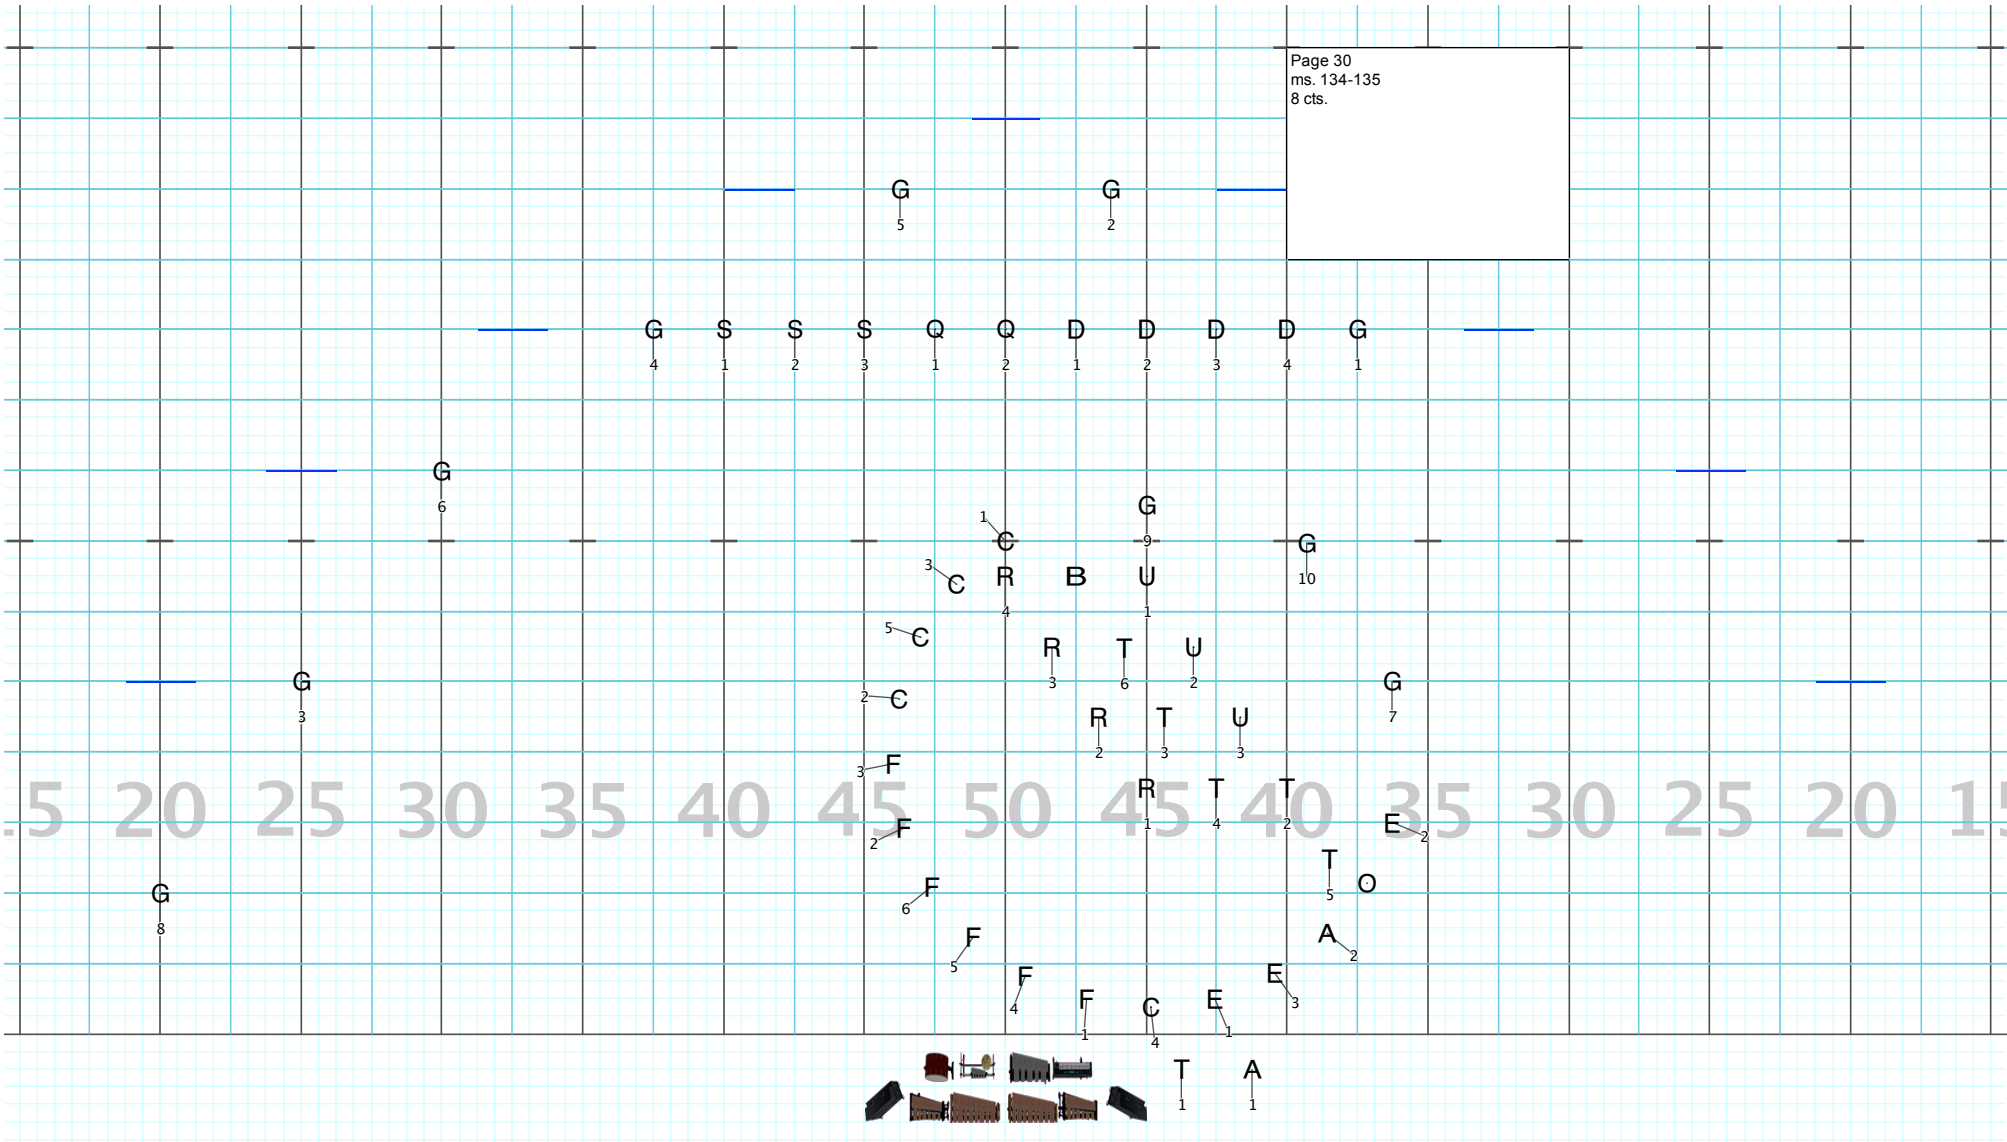 Page 30
ms. 134-135
8 cts.
G G
5 2
G S S S Q Q D D D D G
4 1 2 3 1 2 1 2 3 4 1
G
6
G
1
C 9 G
3
C R B U 10
4 1
5 C
R T U
3 6 2
G G
2 C
3 7
R T U
2 3 3
3 F
R T T
5 20 25 30 35 40 45 50 45 40 35 30 25 20 15
1 4 2
F E
2 2
T
F O
G 5
6
8
F A
5 2
F E
4 3
F C E
1 4 1
T A
1 1